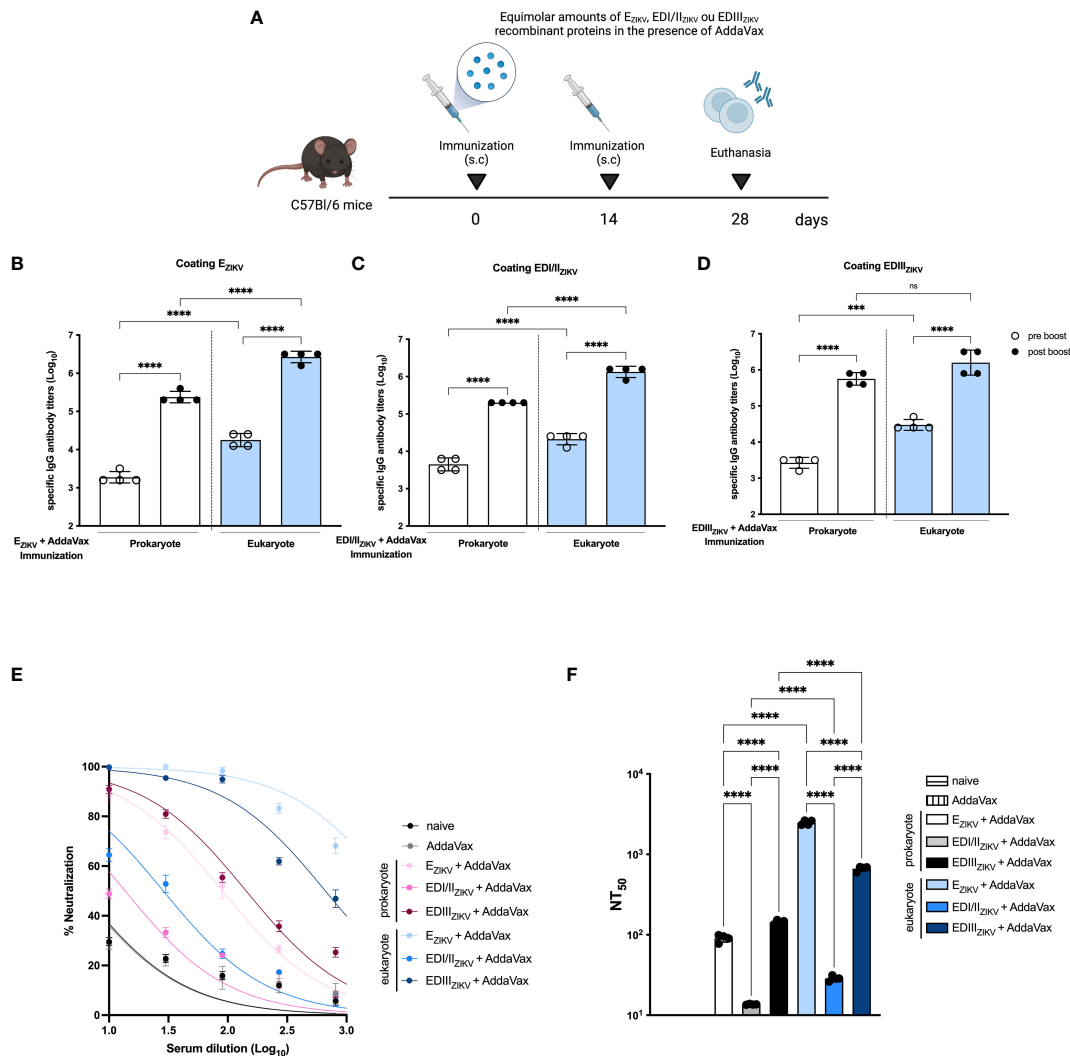 A
Equimolar amounts of EZIKV, EDI/IIZIKV ou EDIIIZIKV
recombinant proteins in the presence of AddaVax
Immunization
(s.c)
Immunization
(s.c)
Euthanasia
C57Bl/6 mice
0
14
28
days
B
Coating EZIKV
****
****
****
****
specific IgG antibody titers (Log10)
7
6
5
4
3
2
EZIKV + AddaVax
Immunization
Prokaryote
Eukaryote
C
Coating EDI/IIZIKV
****
****
****
****
specific IgG antibody titers (Log10)
7
6
5
4
3
2
EDI/IIZIKV + AddaVax
Immunization
Prokaryote
Eukaryote
D
Coating EDIIIZIKV
ns
***
****
****
specific IgG antibody titers (Log10)
7
6
5
4
3
2
EDIIIZIKV + AddaVax
Immunization
Prokaryote
Eukaryote
pre boost
post boost
E
% Neutralization
100
80
60
40
20
0
1.0
1.5
2.0
2.5
3.0
Serum dilution (Log10)
naive
AddaVax
prokaryote
EZIKV + AddaVax
EDI/IIZIKV + AddaVax
EDIIIZIKV + AddaVax
eukaryote
EZIKV + AddaVax
EDI/IIZIKV + AddaVax
EDIIIZIKV + AddaVax
F
****
****
****
****
****
****
****
****
****
NT50
10^4
10^3
10^2
10^1
naive
AddaVax
prokaryote
EZIKV + AddaVax
EDI/IIZIKV + AddaVax
EDIIIZIKV + AddaVax
eukaryote
EZIKV + AddaVax
EDI/IIZIKV + AddaVax
EDIIIZIKV + AddaVax